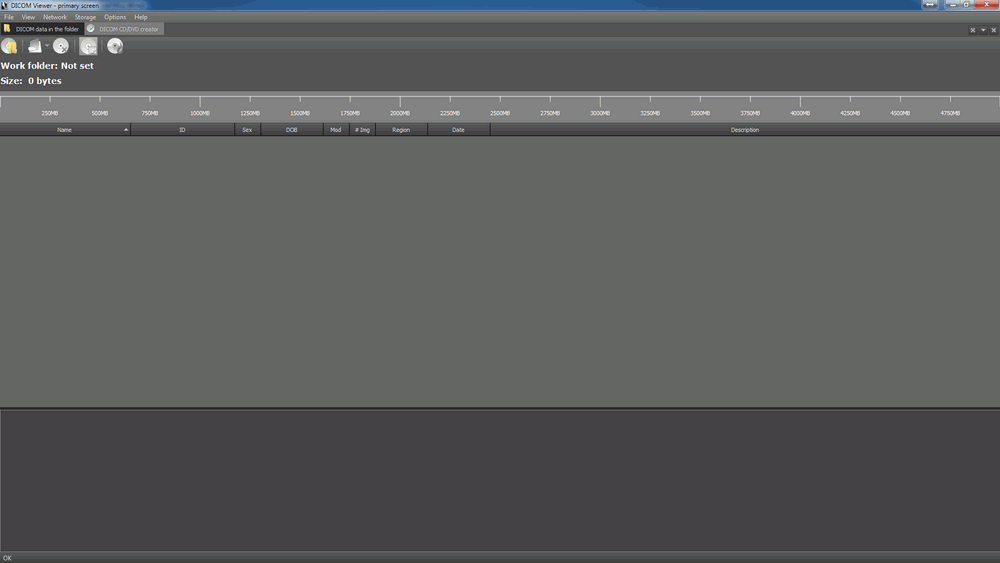 DICOM Viewer - primary screen
File View Network Storage Options Help
DICOM data in the folder DICOM CD/DVD creator
Work folder: Not set
Size: 0 bytes
250MB 500MB 750MB 1000MB 1250MB 1500MB 1750MB 2000MB 2250MB 2500MB 2750MB 3000MB 3250MB 3500MB 3750MB 4000MB 4250MB 4500MB 4750MB
Name ID Sex DOB Mod # Img Region Date Description
OK